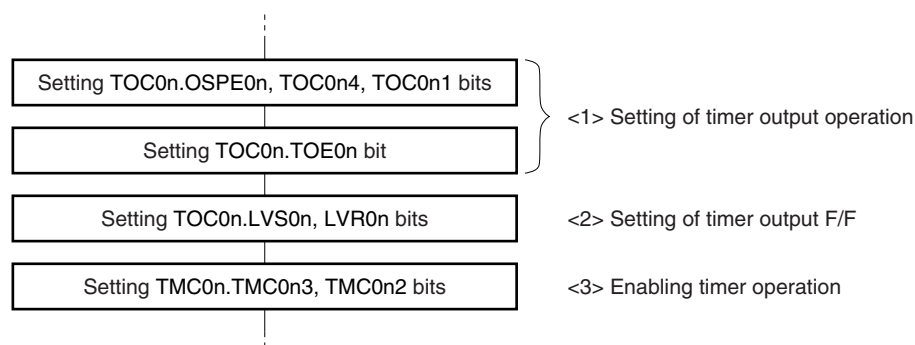 Setting TOC0n.OSPE0n, TOC0n4, TOC0n1 bits
<1> Setting of timer output operation
Setting TOC0n.TOE0n bit
Setting TOC0n.LVS0n, LVR0n bits
<2> Setting of timer output F/F
Setting TMC0n.TMC0n3, TMC0n2 bits
<3> Enabling timer operation